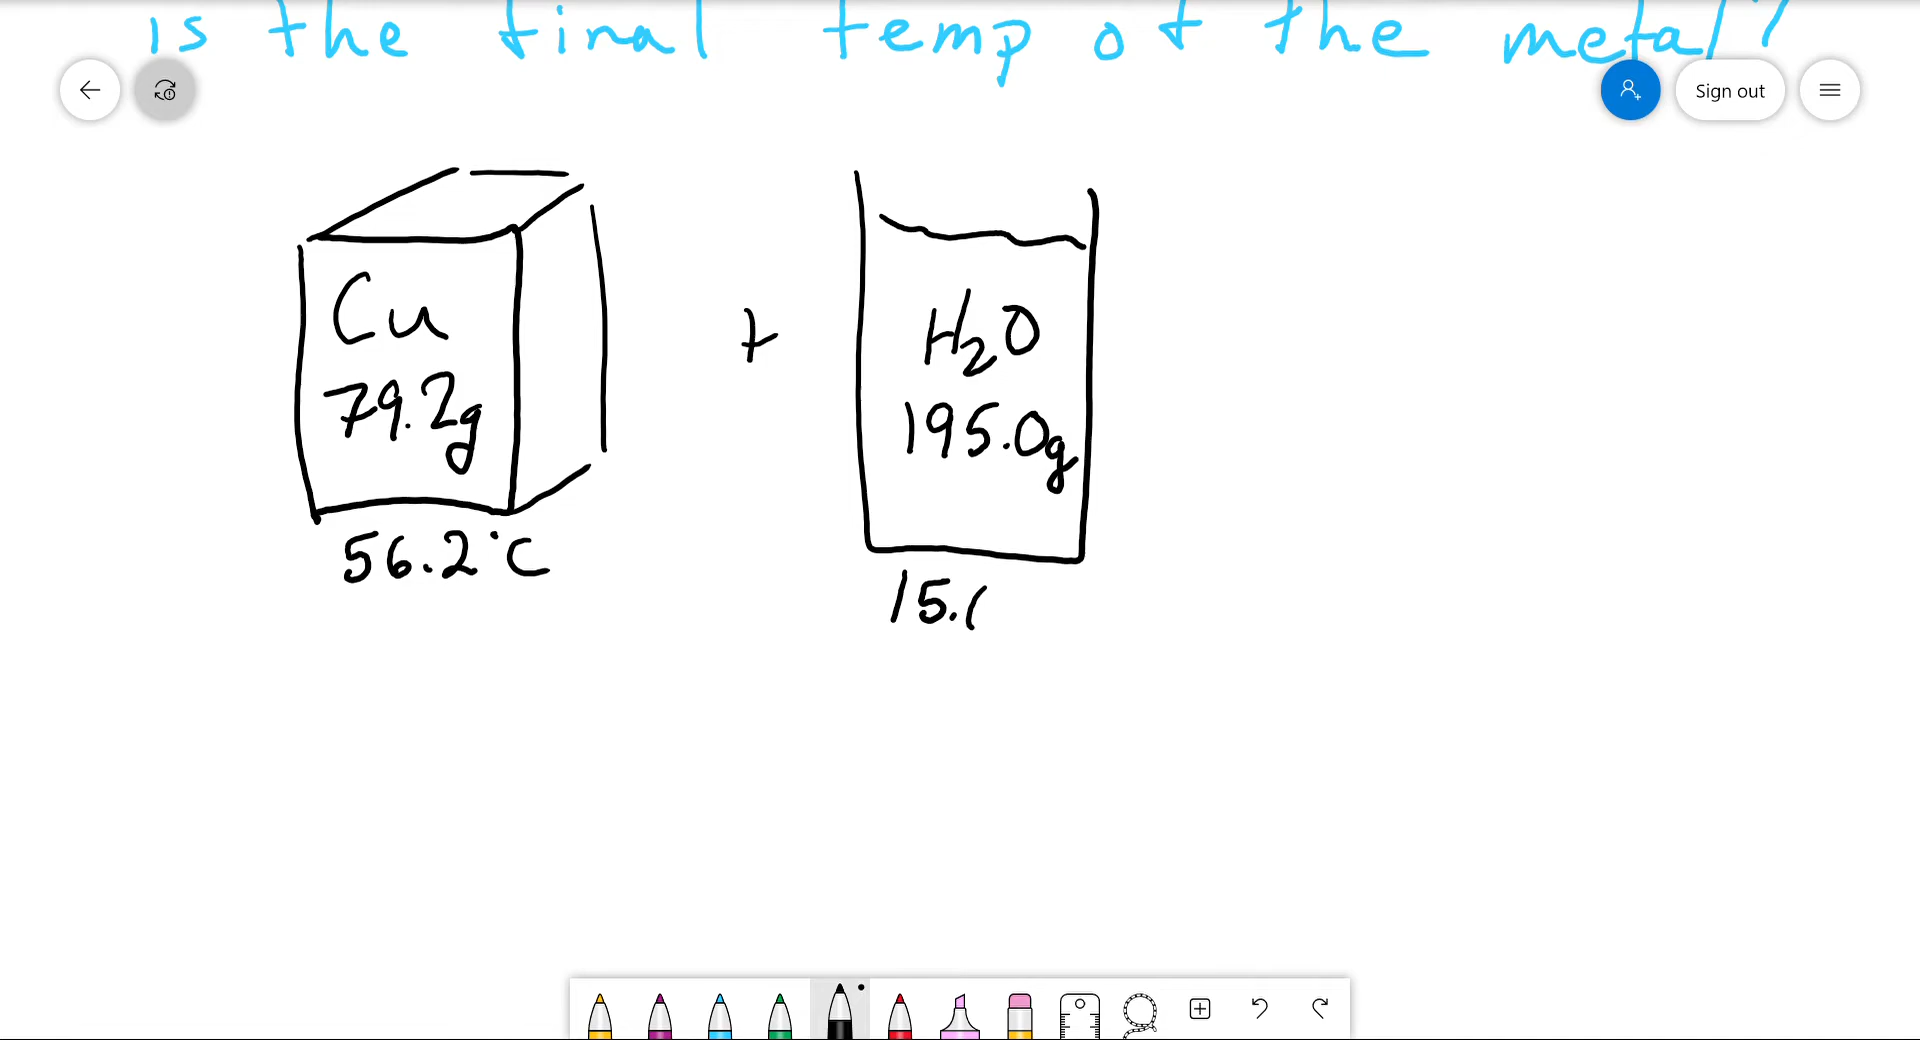 is the final temp of the metal?
Sign out
Cu
79.2g
56.2°C
+
H2O
195.0g
15.(